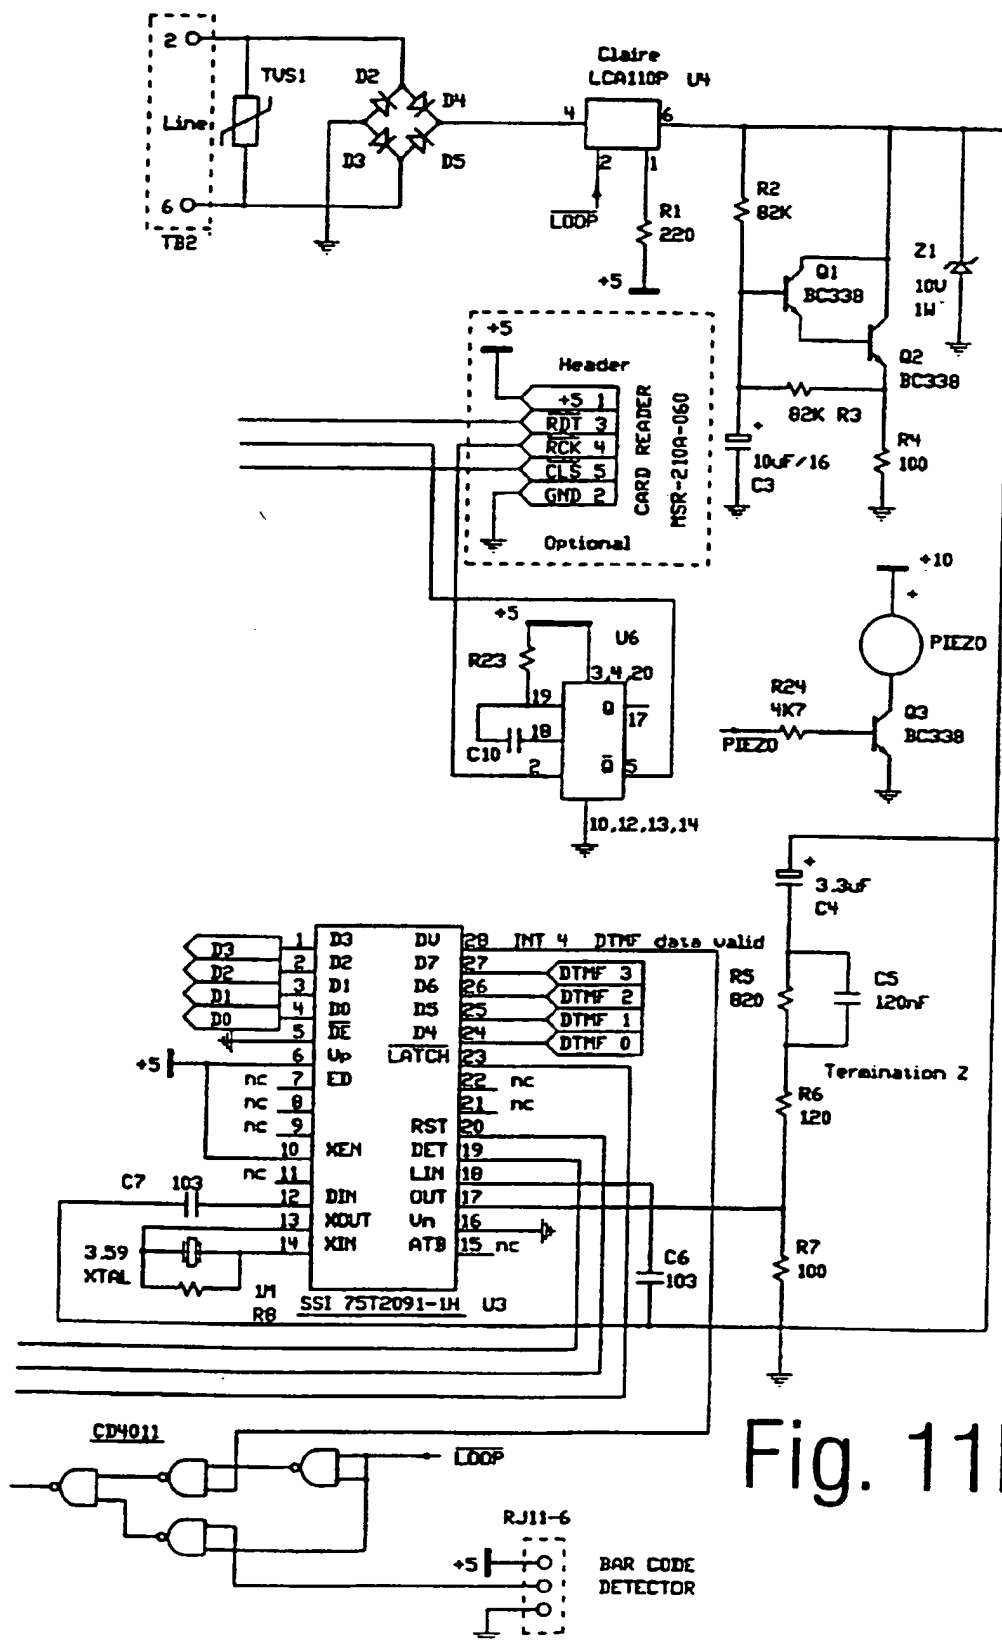 2
TVS1
Line
6
TB2
D2
D4
D3
D5
Claire
LCA110P U4
4
6
2
1
LOOP
R1
220
+5
R2
82K
Q1
BC338
Z1
10V
1W
Q2
BC338
82K R3
+
10uF/16
C3
R4
100
+5
Header
+5 1
RDT 3
RCK 4
CLS 5
GND 2
Optional
CARD READER
MSR-210A-060
+10
+
PIEZO
R24
4K7
PIEZO
Q3
BC338
+5
R23
U6
3,4,20
19
Q
17
C10
18
2
Q
5
10,12,13,14
+
3.3uF
C4
R5
820
C5
120nF
Termination Z
R6
120
R7
100
C6
103
D3 1 D3 DV 28 INT 4 DTMF data valid
D2 2 D2 D7 27 DTMF 3
D1 3 D1 D6 26 DTMF 2
D0 4 D0 D5 25 DTMF 1
5 DE D4 24 DTMF 0
+5 6 Vp LATCH 23
nc 7 ED 22 nc
nc 8 21 nc
nc 9 RST 20
10 XEN DET 19
nc 11 LIN 18
C7 103 12 DIN OUT 17
13 XOUT Vn 16
14 XIN ATB 15 nc
3.59
XTAL
1M
R8
SSI 75T2091-1H U3
CD4011
LOOP
Fig. 11
RJ11-6
+5
BAR CODE
DETECTOR